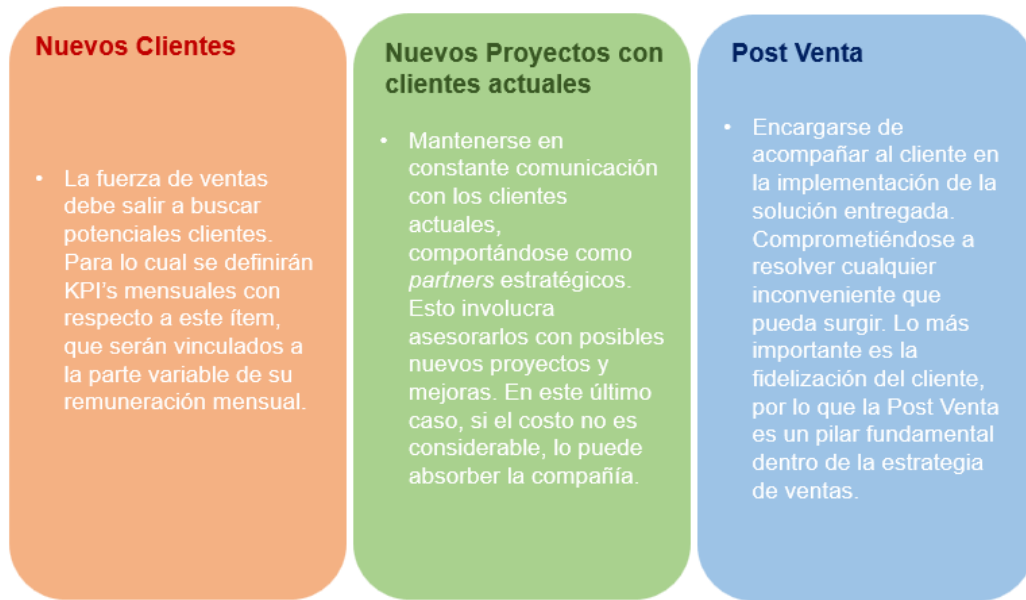 Nuevos Clientes
• La fuerza de ventas
debe salir a buscar
potenciales clientes.
Para lo cual se definirán
KPI's mensuales con
respecto a este ítem,
que serán vinculados a
la parte variable de su
remuneración mensual.
Nuevos Proyectos con
clientes actuales
• Mantenerse en
constante comunicación
con los clientes
actuales,
comportándose como
partners estratégicos.
Esto involucra
asesorarlos con posibles
nuevos proyectos y
mejoras. En este último
caso, si el costo no es
considerable, lo puede
absorber la compañía.
Post Venta
• Encargarse de
acompañar al cliente en
la implementación de la
solución entregada.
Comprometiéndose a
resolver cualquier
inconveniente que
pueda surgir. Lo más
importante es la
fidelización del cliente,
por lo que la Post Venta
es un pilar fundamental
dentro de la estrategia
de ventas.